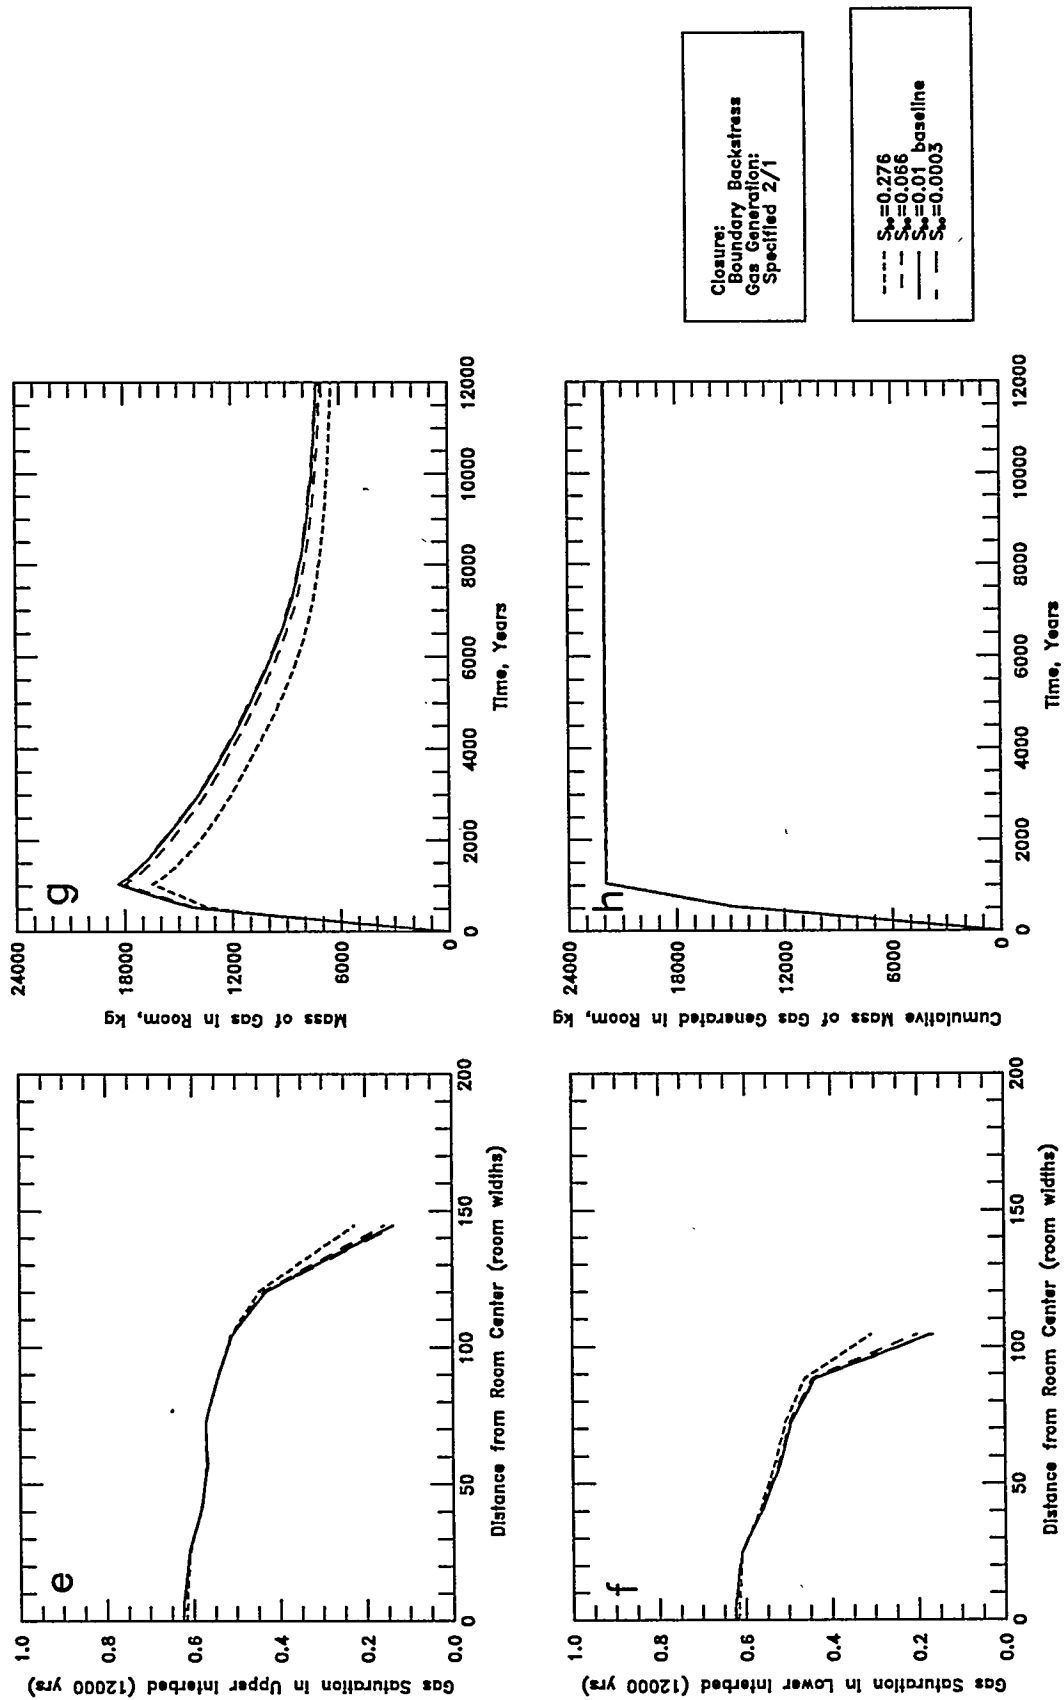 e
1.0
0.8
0.6
0.4
0.2
0.0
Gas Saturation in Upper Interbed (12000 yrs)
0
50
100
150
200
Distance from Room Center (room widths)
g
24000
18000
12000
6000
0
Mass of Gas in Room, kg
0
2000
4000
6000
8000
10000
12000
Time, Years
f
1.0
0.8
0.6
0.4
0.2
0.0
Gas Saturation in Lower Interbed (12000 yrs)
0
50
100
150
200
Distance from Room Center (room widths)
h
24000
18000
12000
6000
0
Cumulative Mass of Gas Generated in Room, kg
0
2000
4000
6000
8000
10000
12000
Time, Years
Closure:
Boundary Backstress
Gas Generation:
Specified 2/1
S =0.276
S =0.066
S =0.01 baseline
S =0.0003